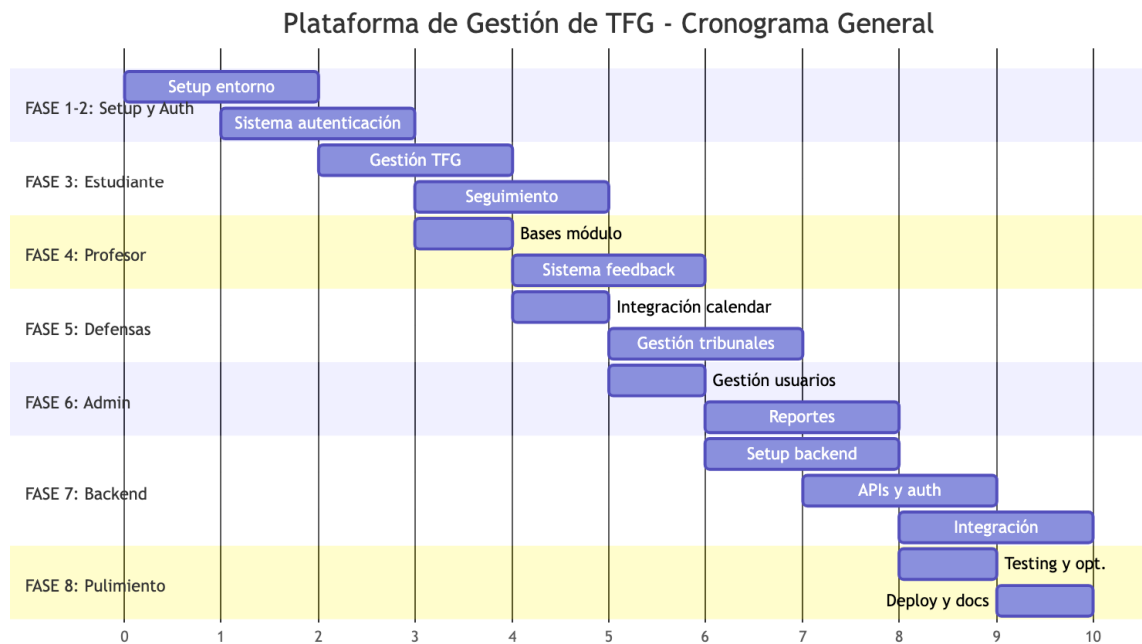 Plataforma de Gestión de TFG - Cronograma General
FASE 1-2: Setup y Auth
Setup entorno
Sistema autenticación
FASE 3: Estudiante
Gestión TFG
Seguimiento
FASE 4: Profesor
Bases módulo
Sistema feedback
FASE 5: Defensas
Integración calendar
Gestión tribunales
FASE 6: Admin
Gestión usuarios
Reportes
FASE 7: Backend
Setup backend
APIs y auth
Integración
FASE 8: Pulimiento
Testing y opt.
Deploy y docs
0 1 2 3 4 5 6 7 8 9 10